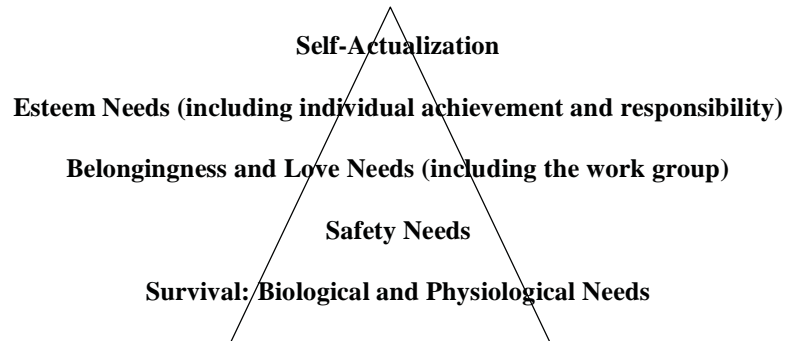 Self-Actualization
Esteem Needs (including individual achievement and responsibility)
Belongingness and Love Needs (including the work group)
Safety Needs
Survival: Biological and Physiological Needs